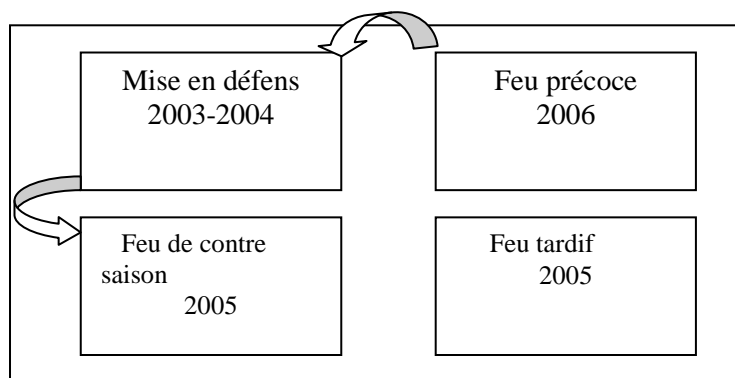 Mise en défens
2003-2004
Feu précoce
2006
Feu de contre
saison
2005
Feu tardif
2005